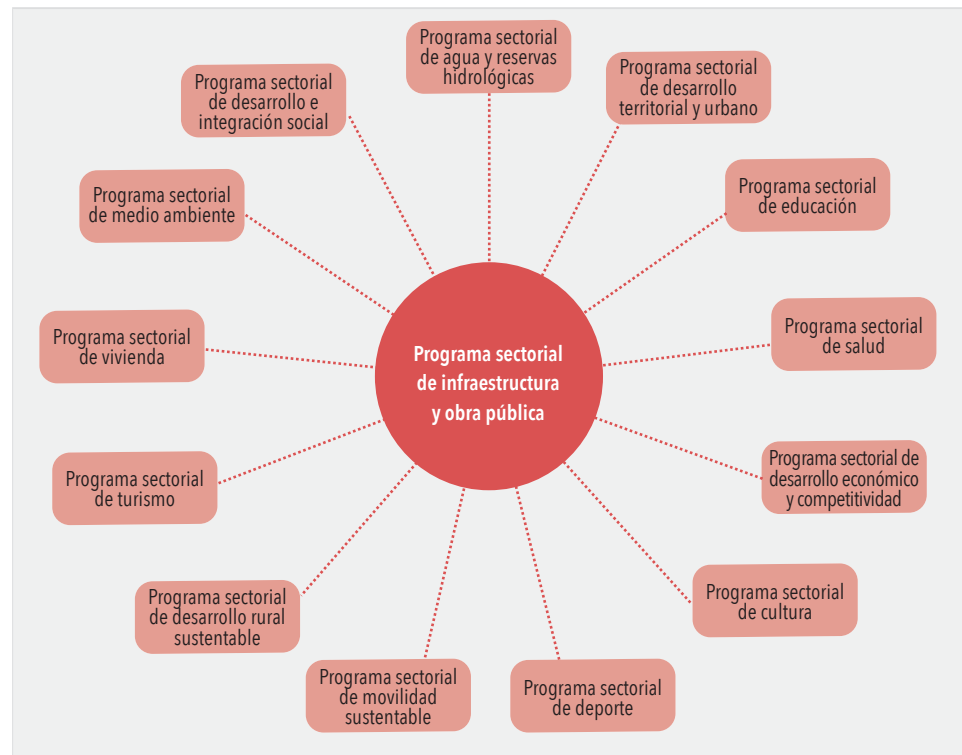 Programa sectorial
de agua y reservas
hidrológicas
Programa sectorial
de desarrollo
territorial y urbano
Programa sectorial
de educación
Programa sectorial
de salud
Programa sectorial de
desarrollo económico
y competitividad
Programa sectorial
de cultura
Programa sectorial
de deporte
Programa sectorial
de movilidad
sustentable
Programa sectorial
de desarrollo rural
sustentable
Programa sectorial
de turismo
Programa sectorial
de vivienda
Programa sectorial
de medio ambiente
Programa sectorial
de desarrollo e
integración social
Programa sectorial
de infraestructura
y obra pública